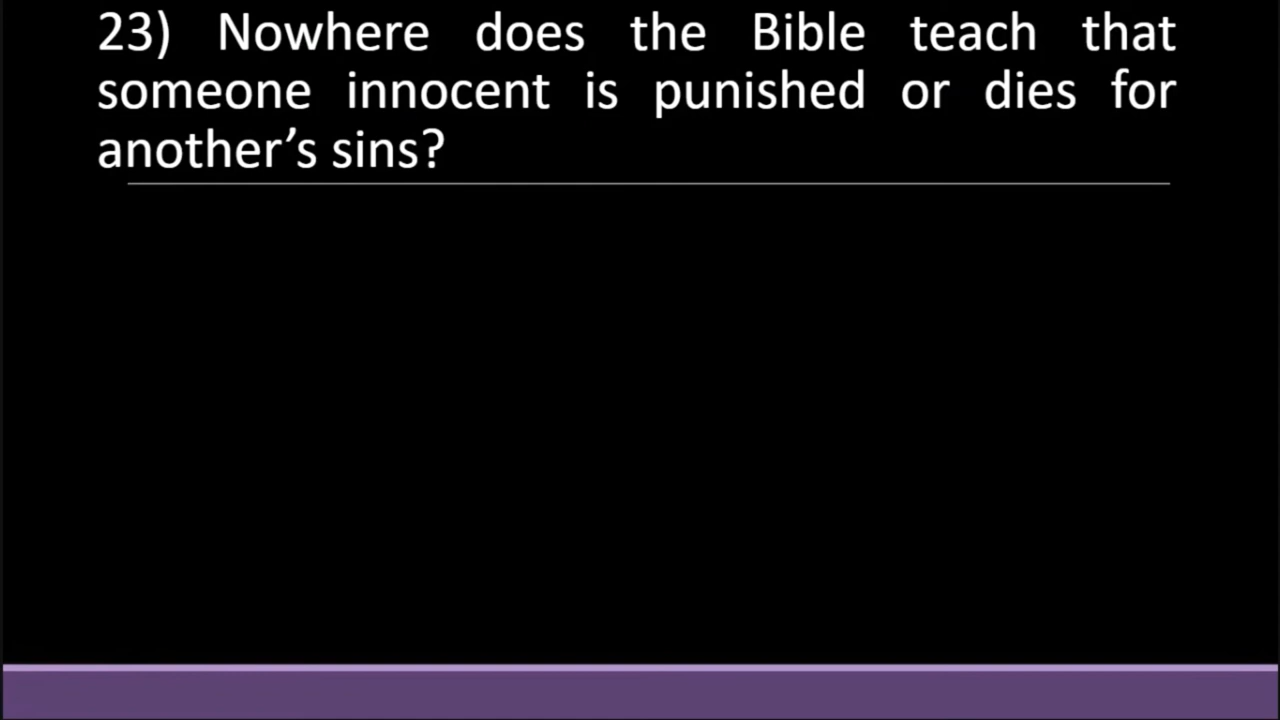 23) Nowhere does the Bible teach that
someone innocent is punished or dies for
another’s sins?